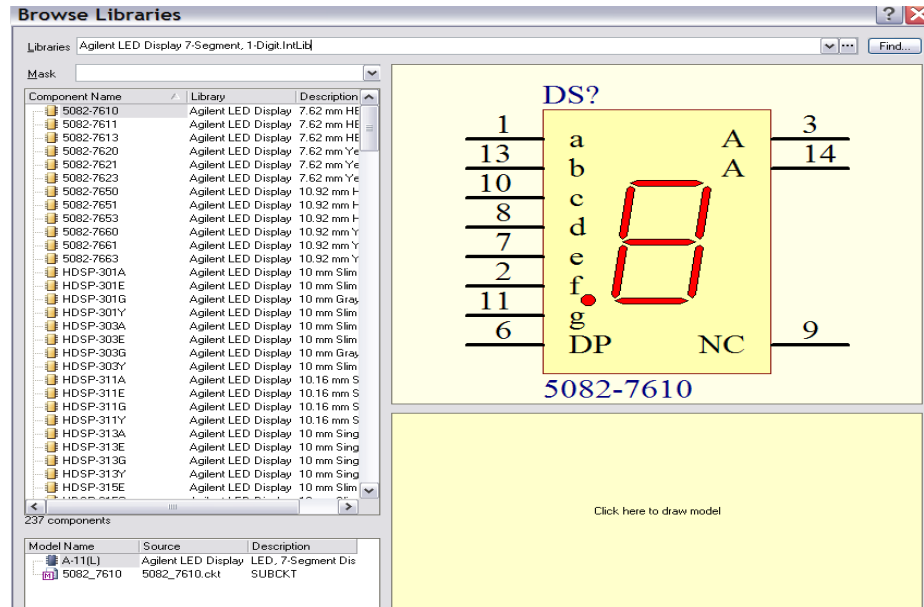 Browse Libraries
Libraries Agilent LED Display 7-Segment, 1-Digit.IntLib Find...
Mask
Component Name Library Description
5082-7610 Agilent LED Display 7.62 mm HE
5082-7611 Agilent LED Display 7.62 mm HE
5082-7613 Agilent LED Display 7.62 mm HE
5082-7620 Agilent LED Display 7.62 mm Ye
5082-7621 Agilent LED Display 7.62 mm Ye
5082-7623 Agilent LED Display 7.62 mm Ye
5082-7650 Agilent LED Display 10.92 mm H
5082-7651 Agilent LED Display 10.92 mm H
5082-7653 Agilent LED Display 10.92 mm H
5082-7660 Agilent LED Display 10.92 mm Y
5082-7661 Agilent LED Display 10.92 mm Y
5082-7663 Agilent LED Display 10.92 mm Y
HDSP-301A Agilent LED Display 10 mm Slim
HDSP-301E Agilent LED Display 10 mm Slim
HDSP-301G Agilent LED Display 10 mm Gray
HDSP-301Y Agilent LED Display 10 mm Slim
HDSP-303A Agilent LED Display 10 mm Slim
HDSP-303E Agilent LED Display 10 mm Slim
HDSP-303G Agilent LED Display 10 mm Gray
HDSP-303Y Agilent LED Display 10 mm Slim
HDSP-311A Agilent LED Display 10.16 mm S
HDSP-311E Agilent LED Display 10.16 mm S
HDSP-311G Agilent LED Display 10.16 mm S
HDSP-311Y Agilent LED Display 10.16 mm S
HDSP-313A Agilent LED Display 10 mm Sing
HDSP-313E Agilent LED Display 10 mm Sing
HDSP-313G Agilent LED Display 10 mm Sing
HDSP-313Y Agilent LED Display 10 mm Sing
HDSP-315E Agilent LED Display 10 mm Slim
237 components
Model Name Source Description
A-11(L) Agilent LED Display LED, 7-Segment Dis
5082_7610 5082_7610.ckt SUBCKT
DS?
1 a A 3
13 b A 14
10 c
8 d
7 e
2 f
11 g
6 DP NC 9
5082-7610
Click here to draw model